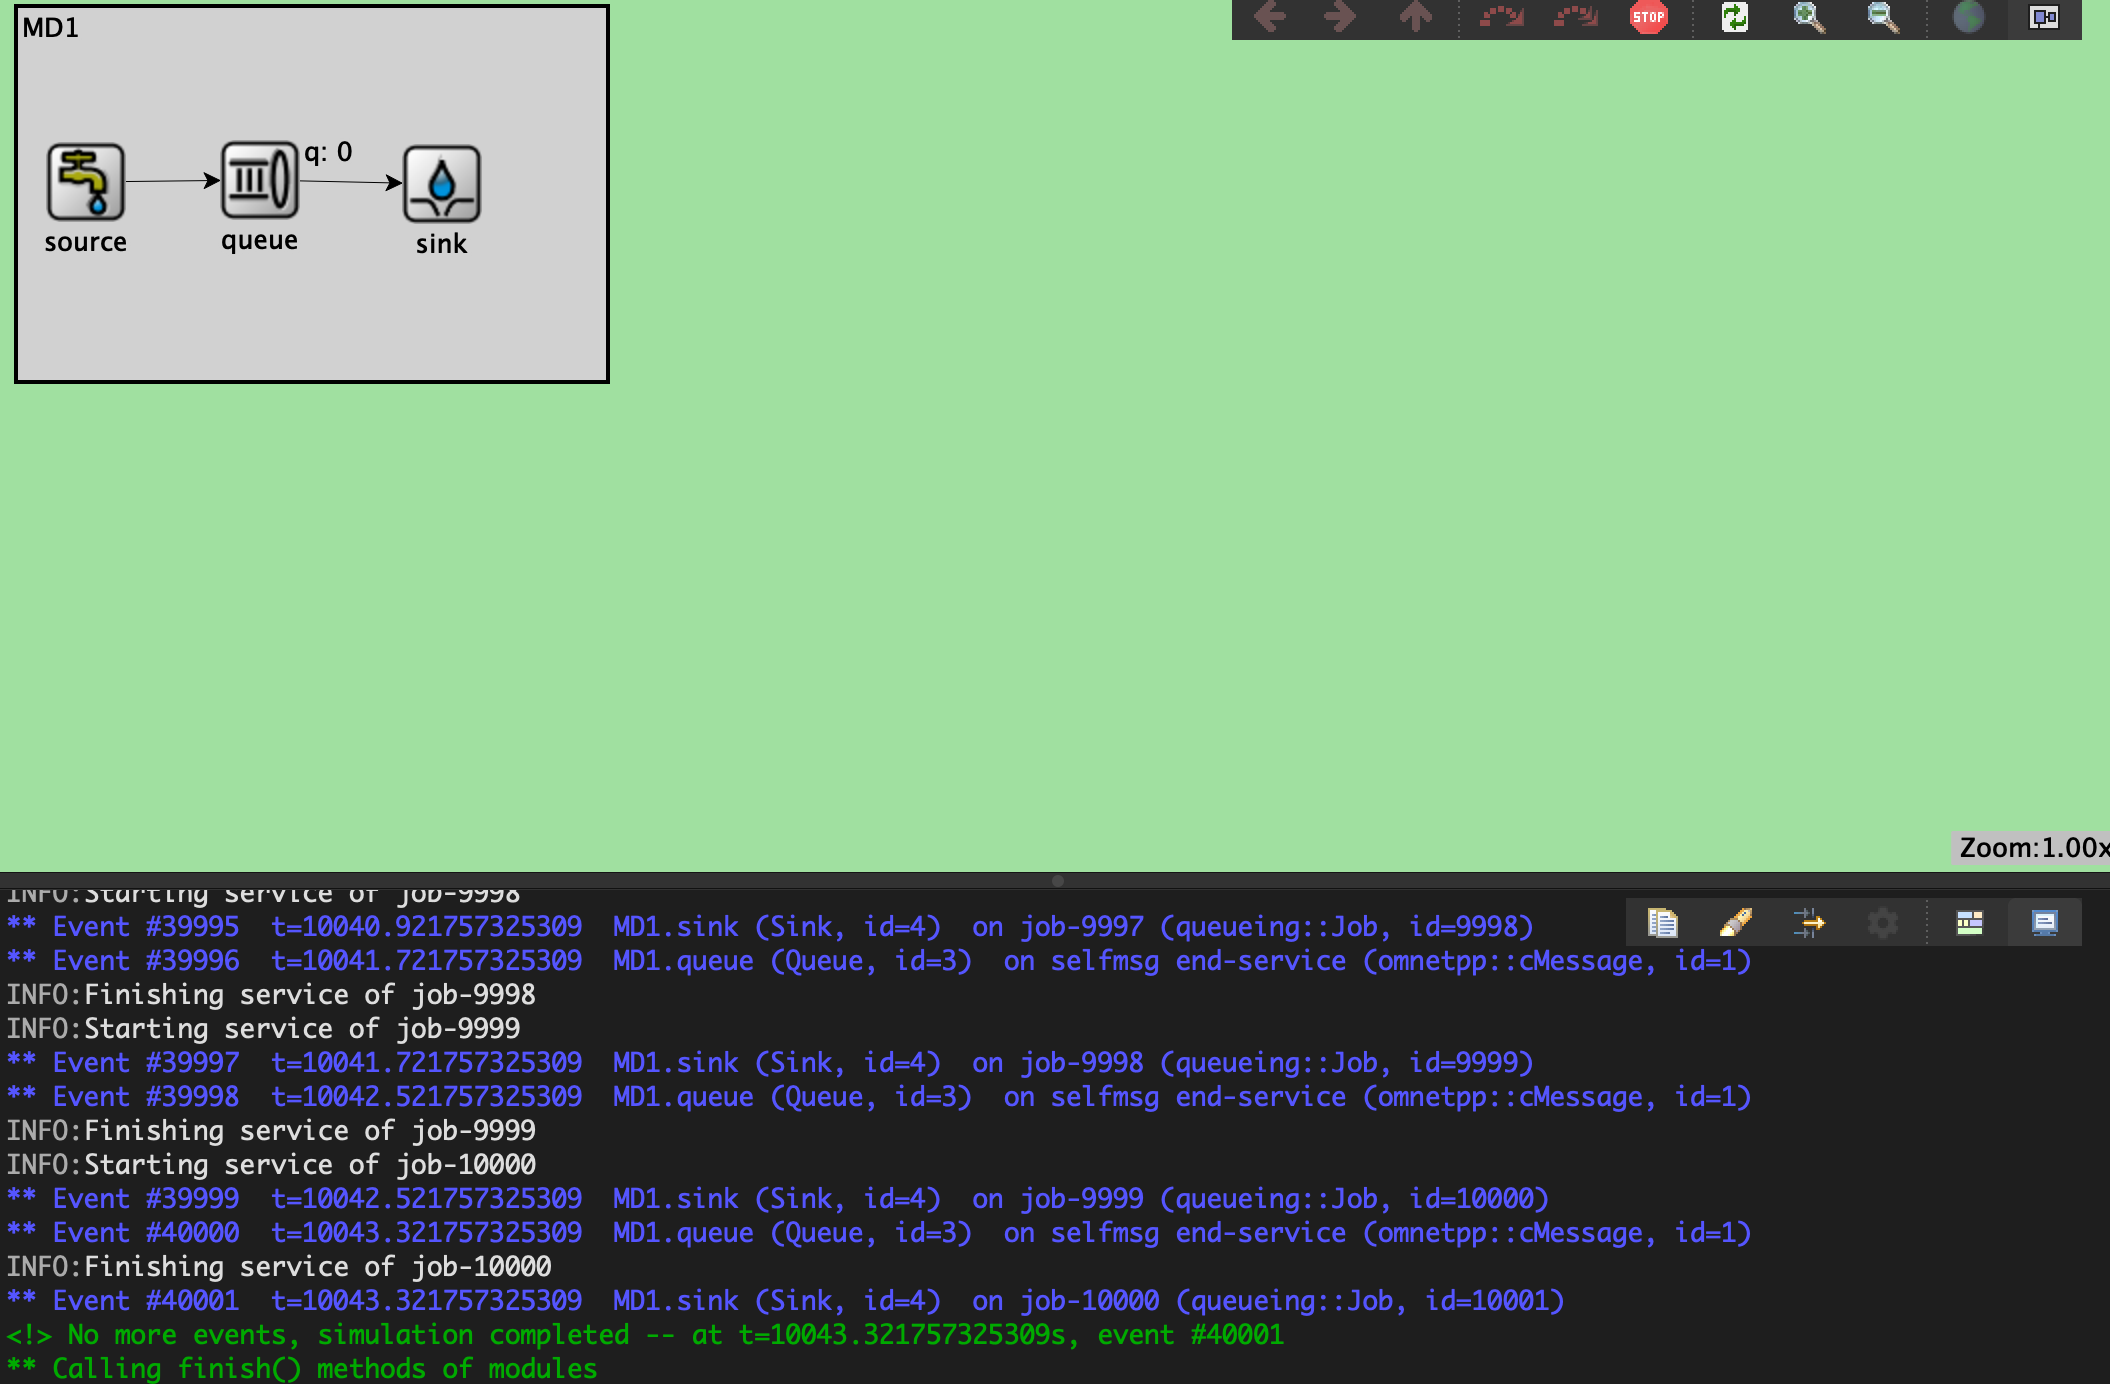 MD1
STOP
q: 0
source
queue
sink
Zoom:1.00x
INFO:Starting service of job-9998
** Event #39995  t=10040.921757325309  MD1.sink (Sink, id=4)  on job-9997 (queueing::Job, id=9998)
** Event #39996  t=10041.721757325309  MD1.queue (Queue, id=3)  on selfmsg end-service (omnetpp::cMessage, id=1)
INFO:Finishing service of job-9998
INFO:Starting service of job-9999
** Event #39997  t=10041.721757325309  MD1.sink (Sink, id=4)  on job-9998 (queueing::Job, id=9999)
** Event #39998  t=10042.521757325309  MD1.queue (Queue, id=3)  on selfmsg end-service (omnetpp::cMessage, id=1)
INFO:Finishing service of job-9999
INFO:Starting service of job-10000
** Event #39999  t=10042.521757325309  MD1.sink (Sink, id=4)  on job-9999 (queueing::Job, id=10000)
** Event #40000  t=10043.321757325309  MD1.queue (Queue, id=3)  on selfmsg end-service (omnetpp::cMessage, id=1)
INFO:Finishing service of job-10000
** Event #40001  t=10043.321757325309  MD1.sink (Sink, id=4)  on job-10000 (queueing::Job, id=10001)
<!> No more events, simulation completed -- at t=10043.321757325309s, event #40001
** Calling finish() methods of modules